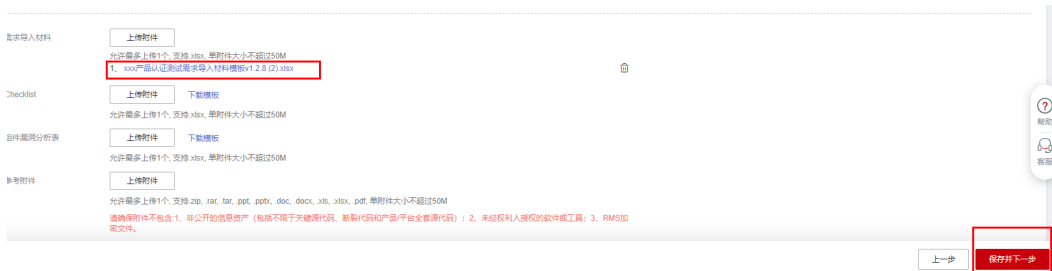 需求导入材料 上传附件
允许最多上传1个, 支持.xlsx, 单附件大小不超过50M
1、 xxx产品认证测试需求导入材料模板v1.2.8 (2).xlsx
Checklist 上传附件 下载模板
允许最多上传1个, 支持.xlsx, 单附件大小不超过50M
组件漏洞分析表 上传附件 下载模板
允许最多上传1个, 支持.xlsx, 单附件大小不超过50M
参考附件 上传附件
允许最多上传1个, 支持.zip, .rar, .tar, .ppt, .pptx, .doc, .docx, .xls, .xlsx, .pdf, 单附件大小不超过50M
请确保附件不包含:1、非公开的信息资产（包括不限于关键源代码、断裂代码和产品/平台全套源代码）; 2、未经权利人授权的软件或工具; 3、RMS加
密文件。
帮助
客服
上一步 保存并下一步